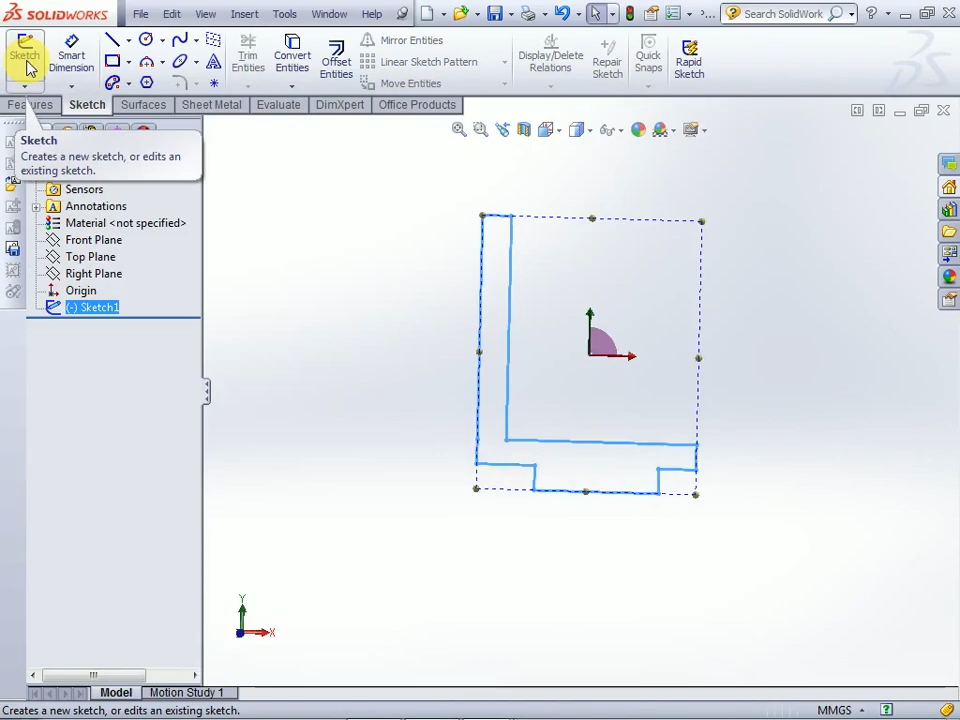 SOLIDWORKS
File
Edit
View
Insert
Tools
Window
Help
...
Search SolidWork
?
Sketch
Smart Dimension
Trim Entities
Convert Entities
Offset Entities
Mirror Entities
Linear Sketch Pattern
Move Entities
Display/Delete Relations
Repair Sketch
Quick Snaps
Rapid Sketch
Features
Sketch
Surfaces
Sheet Metal
Evaluate
DimXpert
Office Products
Sketch
Creates a new sketch, or edits an
existing sketch.
Sensors
Annotations
Material <not specified>
Front Plane
Top Plane
Right Plane
Origin
(-) Sketch1
Y
X
Model
Motion Study 1
Creates a new sketch, or edits an existing sketch.
MMGS
?